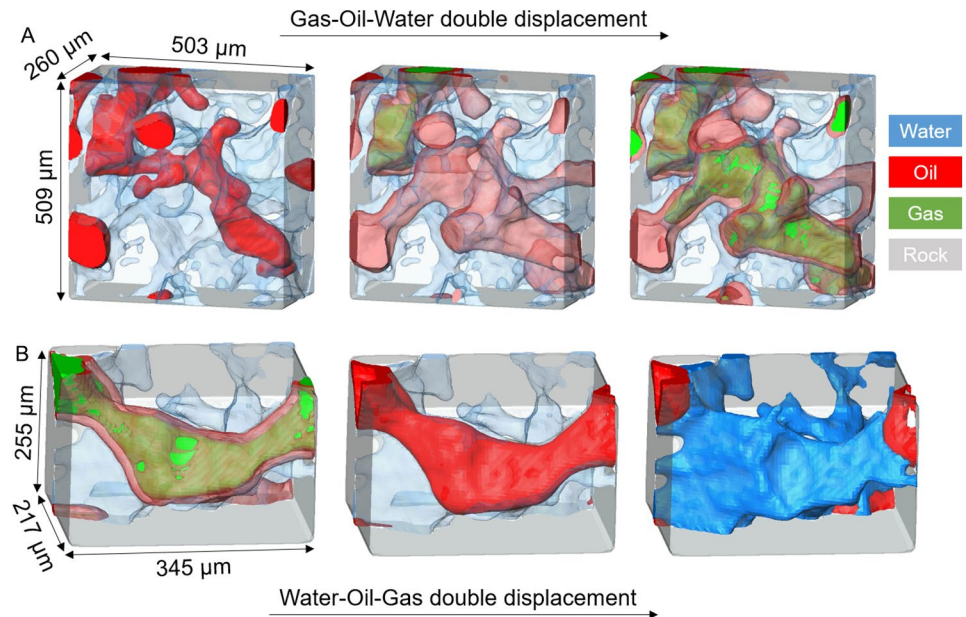 Gas-Oil-Water double displacement
A
260 µm
503 µm
509 µm
Water
Oil
Gas
Rock
B
255 µm
217 µm
345 µm
Water-Oil-Gas double displacement